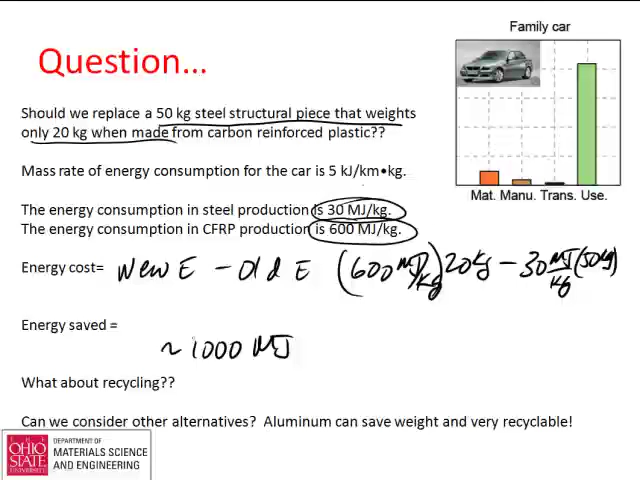 Family car
Question...
Should we replace a 50 kg steel structural piece that weights
only 20 kg when made from carbon reinforced plastic??
Mass rate of energy consumption for the car is 5 kJ/km•kg.
Mat. Manu. Trans. Use.
The energy consumption in steel production is 30 MJ/kg.
The energy consumption in CFRP production is 600 MJ/kg.
Energy cost= New E - Old E (600 MJ/kg) 20 kg - 30 MJ/kg (50 kg)
Energy saved =
~ 1000 MJ
What about recycling??
Can we consider other alternatives? Aluminum can save weight and very recyclable!
THE
OHIO
STATE
UNIVERSITY
DEPARTMENT OF
MATERIALS SCIENCE
AND ENGINEERING